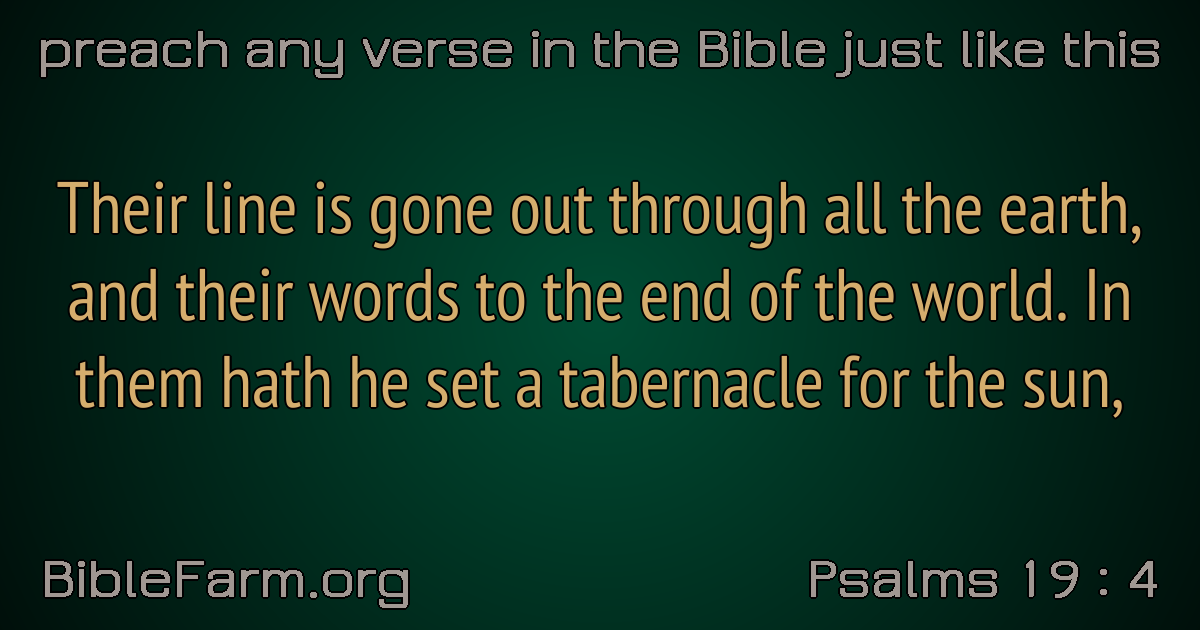 preach any verse in the Bible just like this
Their line is gone out through all the earth,
and their words to the end of the world. In
them hath he set a tabernacle for the sun,
BibleFarm.org
Psalms 19 : 4